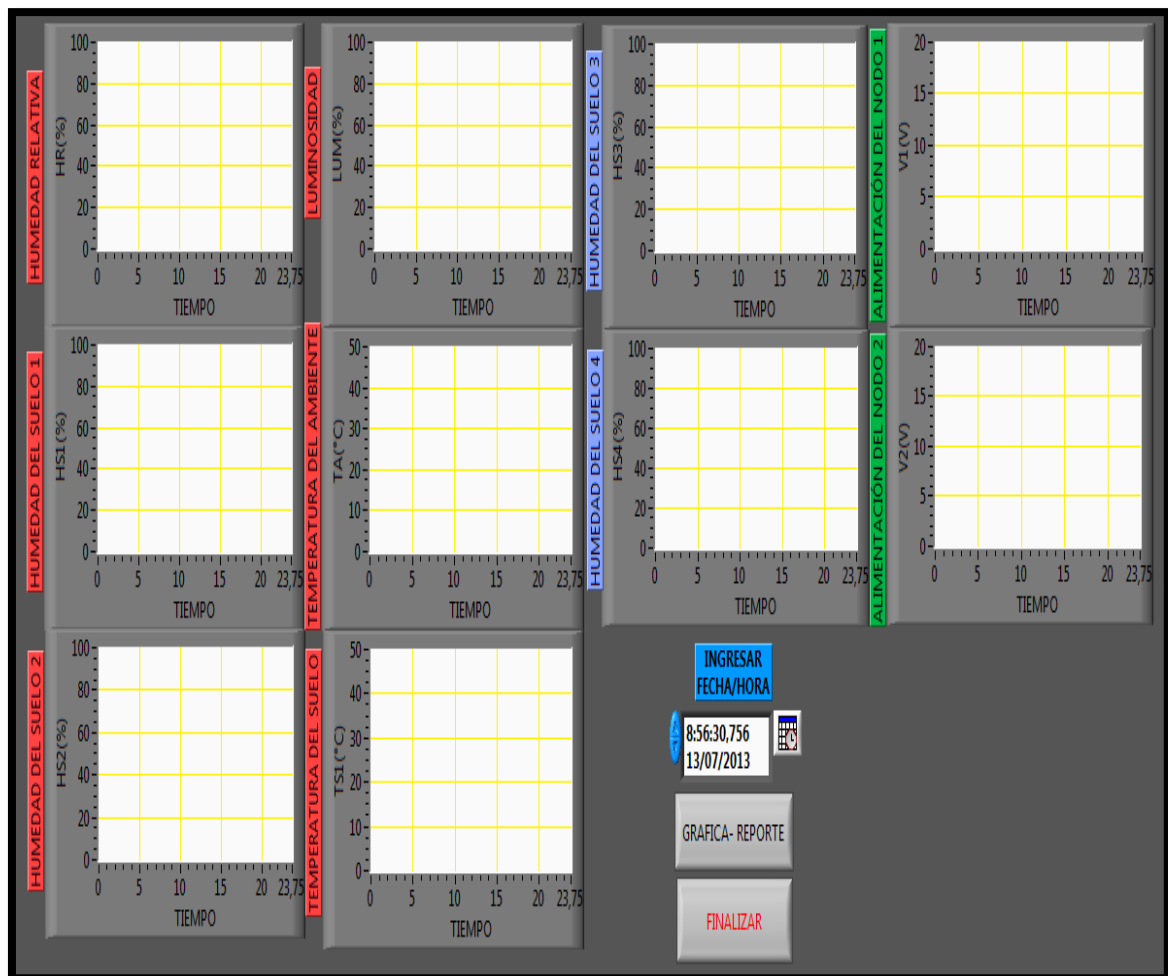 HUMEDAD RELATIVA
HR(%)
100
80
60
40
20
0
0 5 10 15 20 23,75
TIEMPO
LUMINOSIDAD
LUM(%)
100
80
60
40
20
0
0 5 10 15 20 23,75
TIEMPO
HUMEDAD DEL SUELO 3
HS3(%)
100
80
60
40
20
0
0 5 10 15 20 23,75
TIEMPO
ALIMENTACIÓN DEL NODO 1
V1(V)
20
15
10
5
0
0 5 10 15 20 23,75
TIEMPO
HUMEDAD DEL SUELO 1
HS1(%)
100
80
60
40
20
0
0 5 10 15 20 23,75
TIEMPO
TEMPERATURA DEL AMBIENTE
TA(°C)
50
40
30
20
10
0
0 5 10 15 20 23,75
TIEMPO
HUMEDAD DEL SUELO 4
HS4(%)
100
80
60
40
20
0
0 5 10 15 20 23,75
TIEMPO
ALIMENTACIÓN DEL NODO 2
V2(V)
20
15
10
5
0
0 5 10 15 20 23,75
TIEMPO
HUMEDAD DEL SUELO 2
HS2(%)
100
80
60
40
20
0
0 5 10 15 20 23,75
TIEMPO
TEMPERATURA DEL SUELO
TS1(°C)
50
40
30
20
10
0
0 5 10 15 20 23,75
TIEMPO
INGRESAR
FECHA/HORA
8:56:30,756
13/07/2013
GRAFICA- REPORTE
FINALIZAR